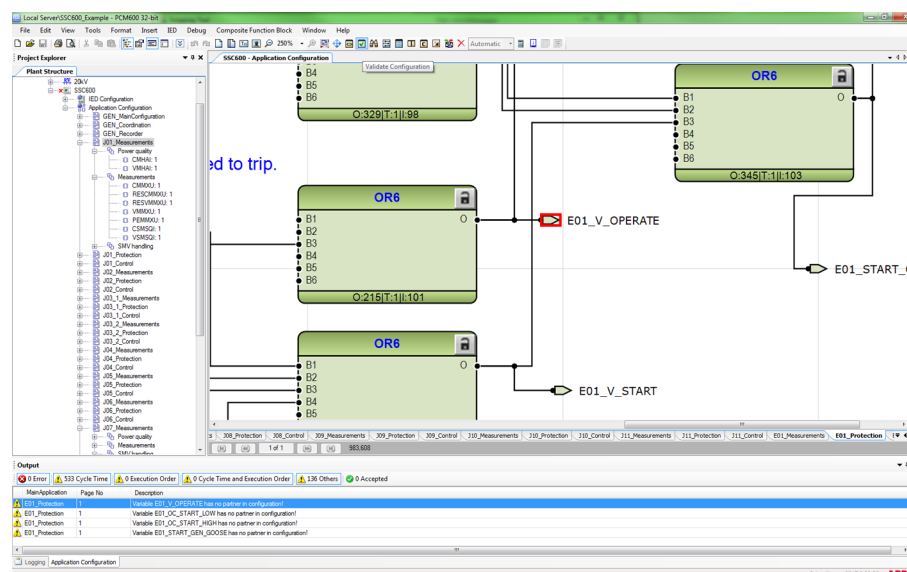 Local Server\SSC600_Example - PCM600 32-bit
File Edit View Tools Format Insert IED Debug Composite Function Block Window Help
250% Automatic
Project Explorer
SSC600 - Application Configuration
Validate Configuration
Plant Structure
20kV
SSC600
IED Configuration
Application Configuration
GEN_MainConfiguration
GEN_Coordination
GEN_Recorder
J01_Measurements
Power quality
CMHAI: 1
VMHAI: 1
Measurements
CMMXU: 1
RESCMMXU: 1
RESVMMXU: 1
VMMXU: 1
PEMMXU: 1
CSMSQI: 1
VSMSQI: 1
SMV handling
J01_Protection
J01_Control
J02_Measurements
J02_Protection
J02_Control
J03_1_Measurements
J03_1_Protection
J03_1_Control
J03_2_Measurements
J03_2_Protection
J03_2_Control
J04_Measurements
J04_Protection
J04_Control
J05_Measurements
J05_Protection
J05_Control
J06_Measurements
J06_Protection
J06_Control
J07_Measurements
Power quality
Measurements
SMV handling
B4
B5
B6
O:329|T:1|I:98
ed to trip.
OR6
B1 O
B2
B3
B4
B5
B6
O:345|T:1|I:103
OR6
B1 O
B2
B3
B4
B5
B6
O:215|T:1|I:101
E01_V_OPERATE
E01_START_
OR6
B1 O
B2
B3
B4
B5
E01_V_START
s J08_Protection J08_Control J09_Measurements J09_Protection J09_Control J10_Measurements J10_Protection J10_Control J11_Measurements J11_Protection J11_Control E01_Measurements E01_Protection
1 of 1 983,608
Output
0 Error 533 Cycle Time 0 Execution Order 0 Cycle Time and Execution Order 136 Others 0 Accepted
MainApplication Page No Description
E01_Protection 1 Variable E01_V_OPERATE has no partner in configuration!
E01_Protection 1 Variable E01_OC_START_LOW has no partner in configuration!
E01_Protection 1 Variable E01_OC_START_HIGH has no partner in configuration!
E01_Protection 1 Variable E01_START_GEN_GOOSE has no partner in configuration!
Logging Application Configuration